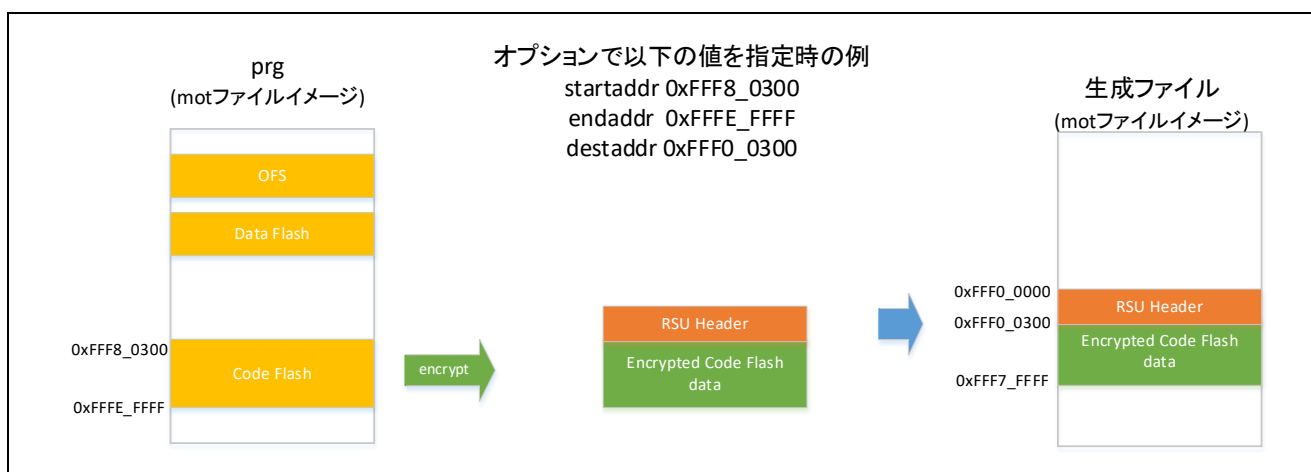 prg
(motファイルイメージ)
OFS
Data Flash
0xFFF8_0300
Code Flash
0xFFFE_FFFF
encrypt
オプションで以下の値を指定時の例
startaddr 0xFFF8_0300
endaddr 0xFFFE_FFFF
destaddr 0xFFF0_0300
RSU Header
Encrypted Code Flash
data
生成ファイル
(motファイルイメージ)
0xFFF0_0000
RSU Header
0xFFF0_0300
Encrypted Code Flash
data
0xFFF7_FFFF